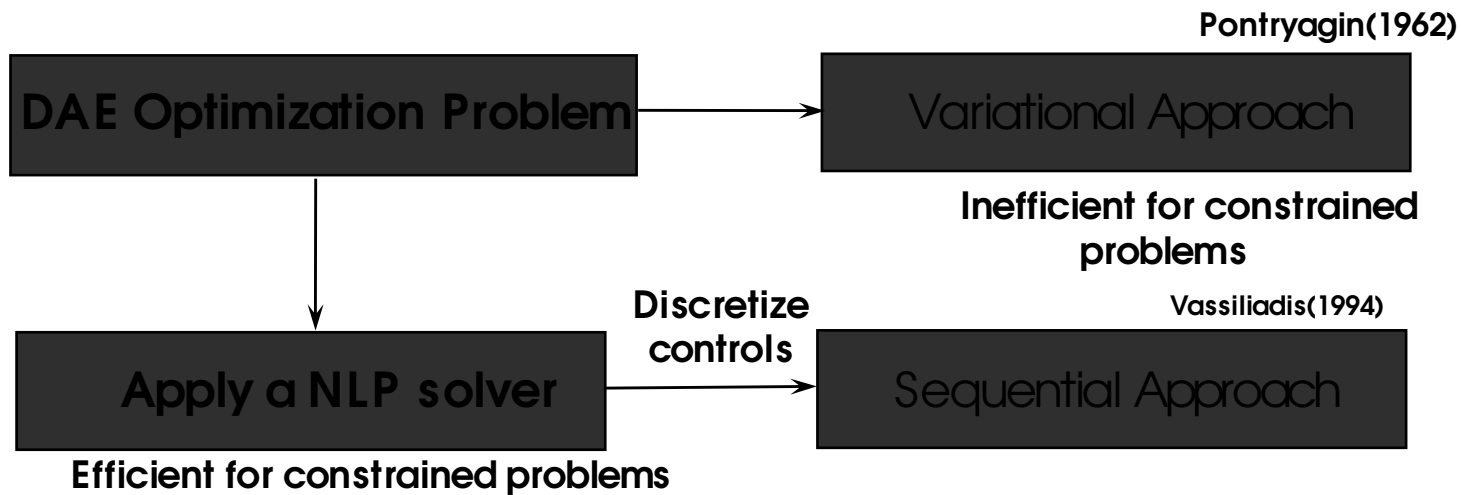 Pontryagin(1962)
DAE Optimization Problem
Variational Approach
Inefficient for constrained
problems
Discretize
controls
Vassiliadis(1994)
Apply a NLP solver
Sequential Approach
Efficient for constrained problems